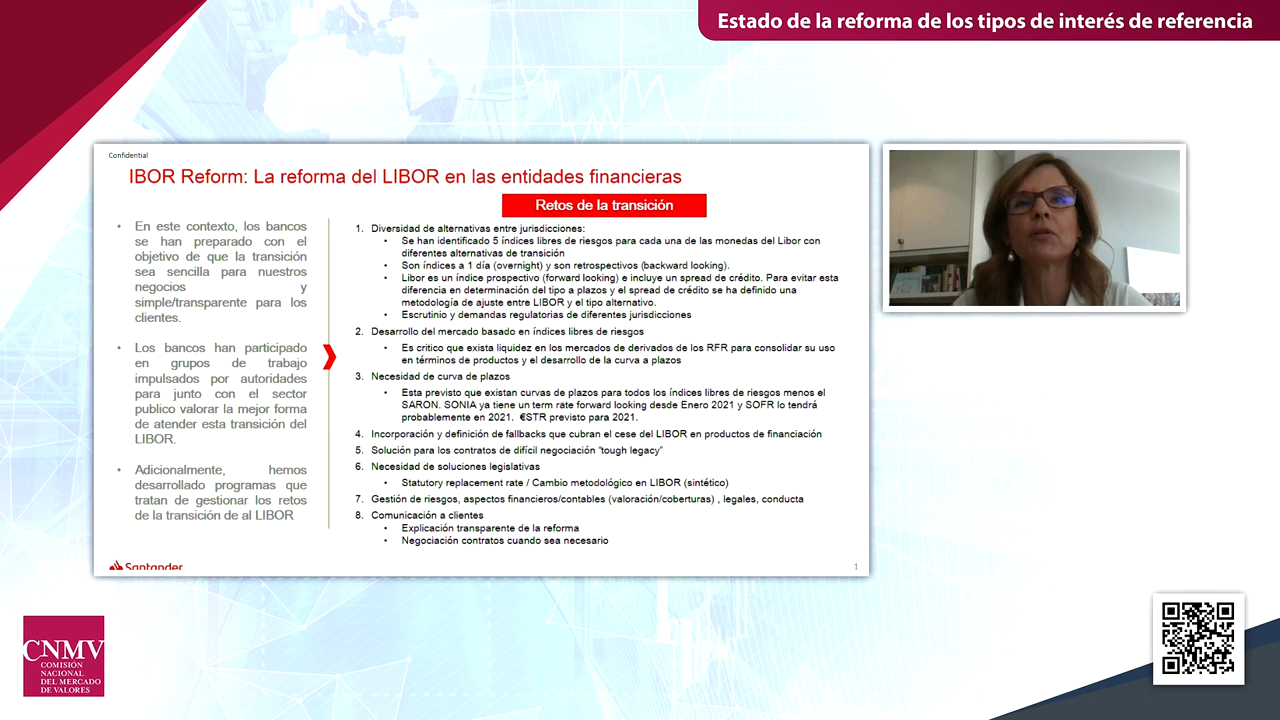 Estado de la reforma de los tipos de interés de referencia
Confidential
IBOR Reform: La reforma del LIBOR en las entidades financieras
Retos de la transición
• En este contexto, los bancos
se han preparado con el
objetivo de que la transición
sea sencilla para nuestros
negocios y
simple/transparente para los
clientes.
• Los bancos han participado
en grupos de trabajo
impulsados por autoridades
para junto con el sector
publico valorar la mejor forma
de atender esta transición del
LIBOR.
• Adicionalmente, hemos
desarrollado programas que
tratan de gestionar los retos
de la transición de al LIBOR
1. Diversidad de alternativas entre jurisdicciones:
• Se han identificado 5 índices libres de riesgos para cada una de las monedas del Libor con
diferentes alternativas de transición
• Son índices a 1 día (overnight) y son retrospectivos (backward looking).
• Libor es un índice prospectivo (forward looking) e incluye un spread de crédito. Para evitar esta
diferencia en determinación del tipo a plazos y el spread de crédito se ha definido una
metodología de ajuste entre LIBOR y el tipo alternativo.
• Escrutinio y demandas regulatorias de diferentes jurisdicciones
2. Desarrollo del mercado basado en índices libres de riesgos
• Es critico que exista liquidez en los mercados de derivados de los RFR para consolidar su uso
en términos de productos y el desarrollo de la curva a plazos
3. Necesidad de curva de plazos
• Esta previsto que existan curvas de plazos para todos los índices libres de riesgos menos el
SARON. SONIA ya tiene un term rate forward looking desde Enero 2021 y SOFR lo tendrá
probablemente en 2021. €STR previsto para 2021.
4. Incorporación y definición de fallbacks que cubran el cese del LIBOR en productos de financiación
5. Solución para los contratos de difícil negociación "tough legacy"
6. Necesidad de soluciones legislativas
• Statutory replacement rate / Cambio metodológico en LIBOR (sintético)
7. Gestión de riesgos, aspectos financieros/contables (valoración/coberturas) , legales, conducta
8. Comunicación a clientes
• Explicación transparente de la reforma
• Negociación contratos cuando sea necesario
Santander
1
CNMV
COMISIÓN
NACIONAL
DEL MERCADO
DE VALORES